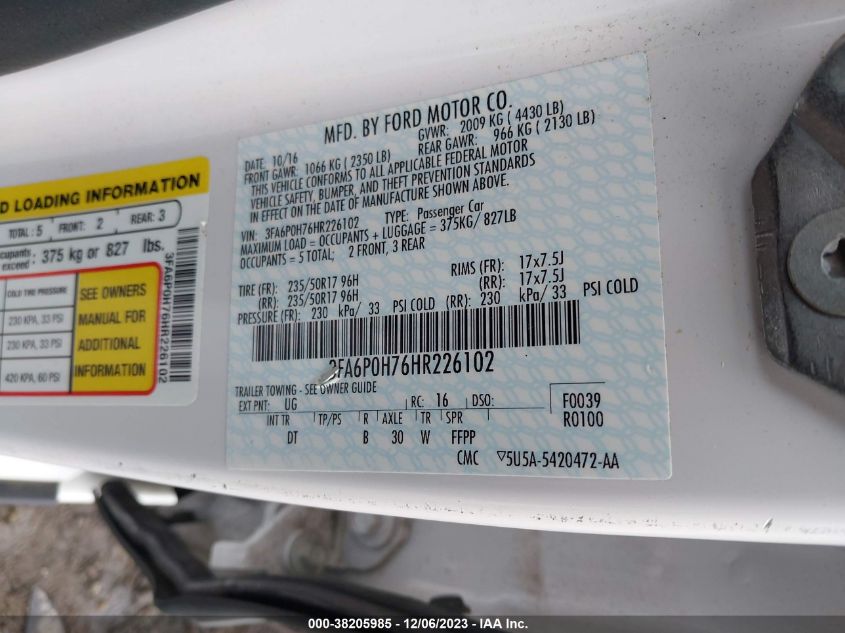 D LOADING INFORMATION
TOTAL: 5 FRONT: 2 REAR: 3
375 kg or 827 lbs.
COLD TIRE PRESSURE
230 KPA, 33 PSI
230 KPA, 33 PSI
420 KPA, 60 PSI
SEE OWNERS
MANUAL FOR
ADDITIONAL
INFORMATION
3FA6P0H76HR226102
MFD. BY FORD MOTOR CO.
DATE: 10/16 GVWR: 2009 KG ( 4430 LB)
FRONT GAWR: 1066 KG ( 2350 LB) REAR GAWR: 966 KG ( 2130 LB)
THIS VEHICLE CONFORMS TO ALL APPLICABLE FEDERAL MOTOR
VEHICLE SAFETY, BUMPER, AND THEFT PREVENTION STANDARDS
IN EFFECT ON THE DATE OF MANUFACTURE SHOWN ABOVE.
VIN: 3FA6P0H76HR226102 TYPE: Passenger Car
MAXIMUM LOAD = OCCUPANTS + LUGGAGE = 375KG/ 827LB
OCCUPANTS = 5 TOTAL; 2 FRONT, 3 REAR
TIRE (FR): 235/50R17 96H RIMS (FR): 17x7.5J
(RR): 235/50R17 96H (RR): 17x7.5J
PRESSURE (FR): 230 kPa/ 33 PSI COLD (RR): 230 kPa/ 33 PSI COLD
3FA6P0H76HR226102
TRAILER TOWING - SEE OWNER GUIDE
EXT PNT: UG RC: 16 DSO: F0039
R0100
INT TR TP/PS R AXLE TR SPR
DT B 30 W FFPP
CMC ▽5U5A-5420472-AA
000-38205985 - 12/06/2023 - IAA Inc.